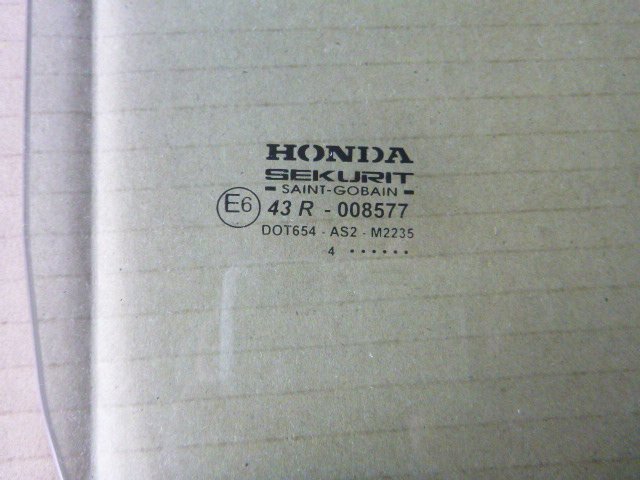 HONDA
SEKURIT
SAINT-GOBAIN
E6 43 R - 008577
DOT654 - AS2 - M2235
4 ······